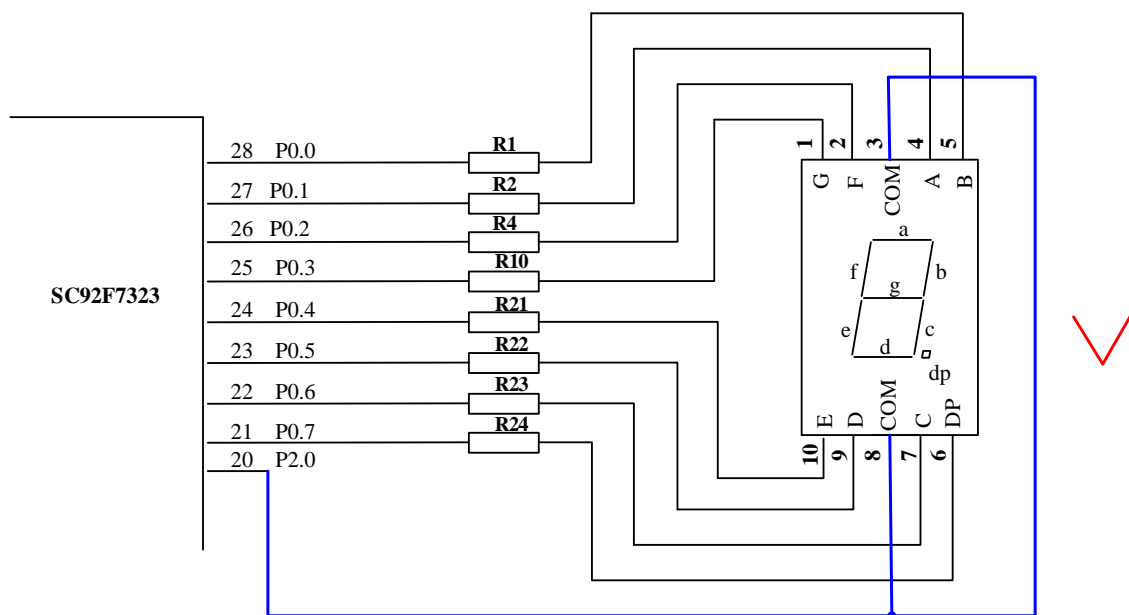 SC92F7323
28 P0.0 R1
27 P0.1 R2
26 P0.2 R4
25 P0.3 R10
24 P0.4 R21
23 P0.5 R22
22 P0.6 R23
21 P0.7 R24
20 P2.0
1 2 3 4 5
G F COM A B
a
f b
g
e c
d
dp
E D COM C DP
10 9 8 7 6